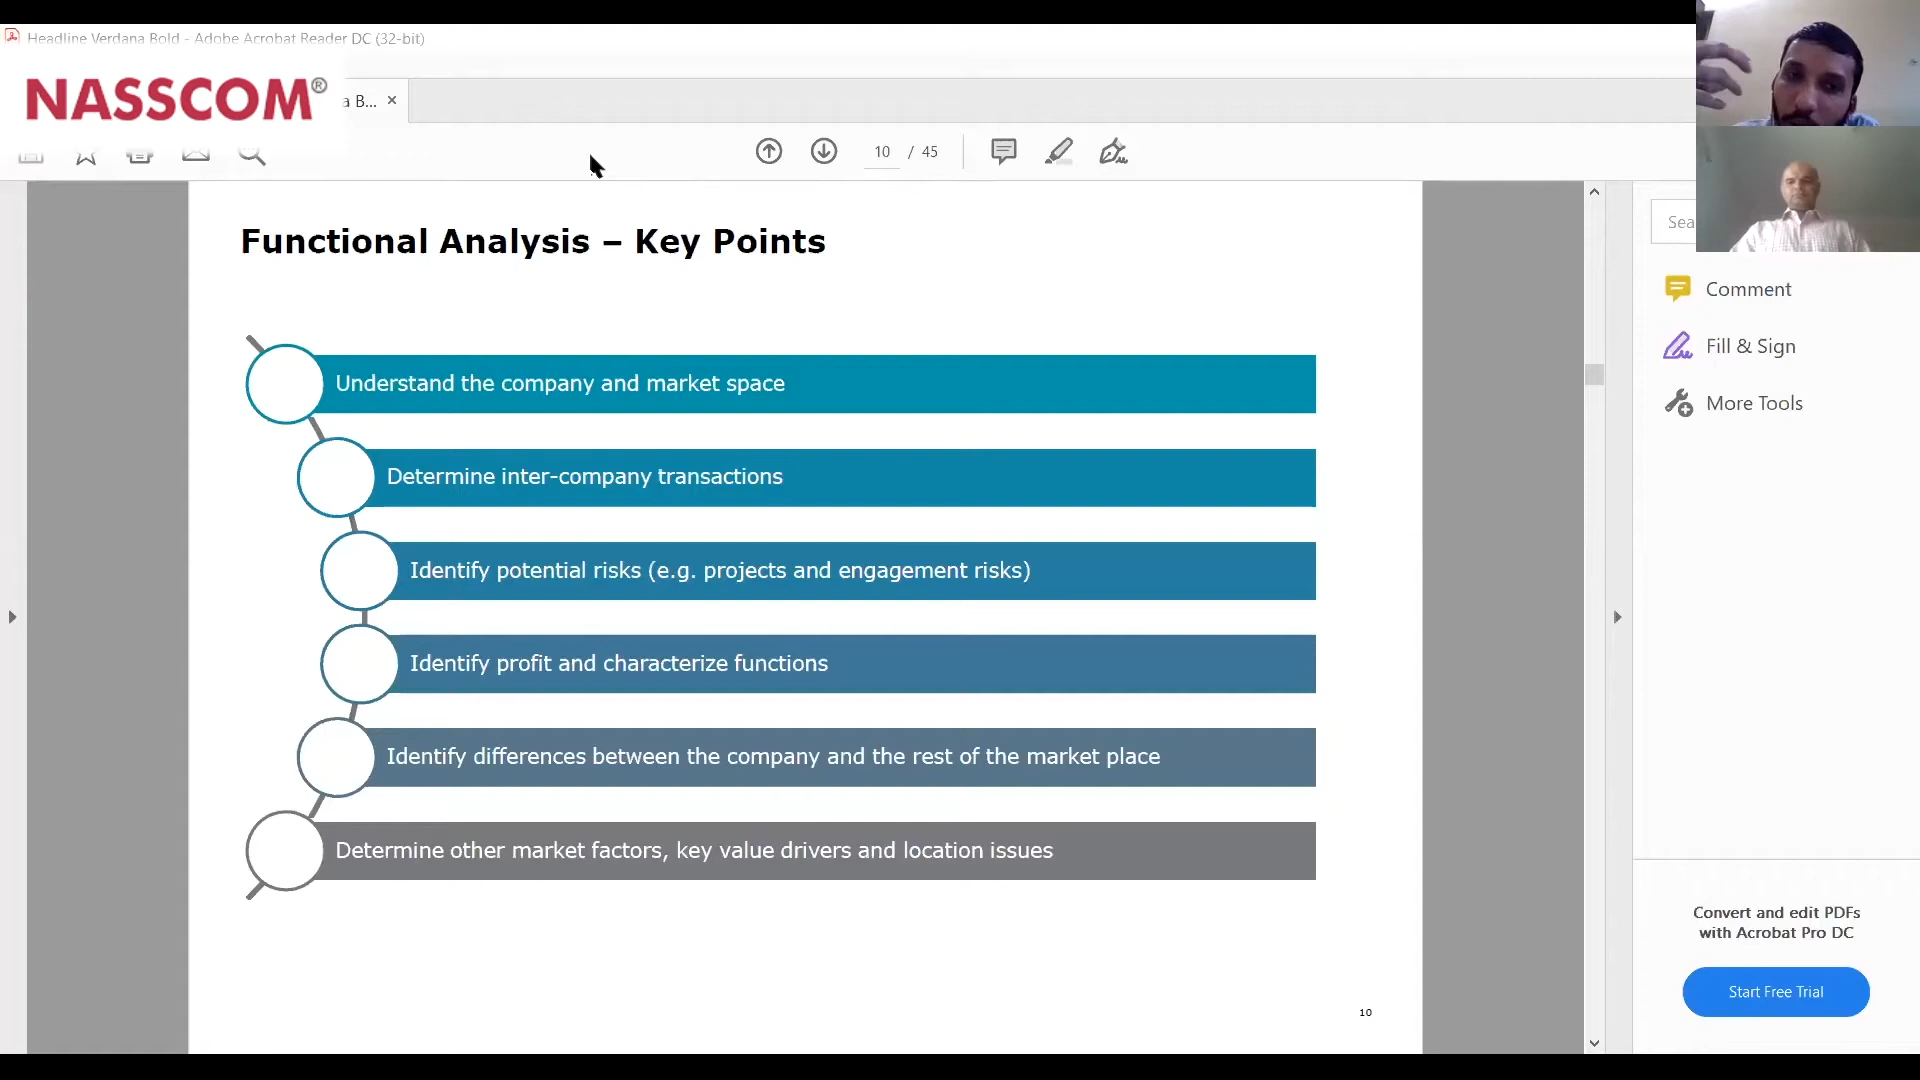 Headline Verdana Bold - Adobe Acrobat Reader DC (32-bit)
NASSCOM®
a B... ×
10 / 45
Functional Analysis – Key Points
Understand the company and market space
Determine inter-company transactions
Identify potential risks (e.g. projects and engagement risks)
Identify profit and characterize functions
Identify differences between the company and the rest of the market place
Determine other market factors, key value drivers and location issues
10
Sea
Comment
Fill & Sign
More Tools
Convert and edit PDFs
with Acrobat Pro DC
Start Free Trial